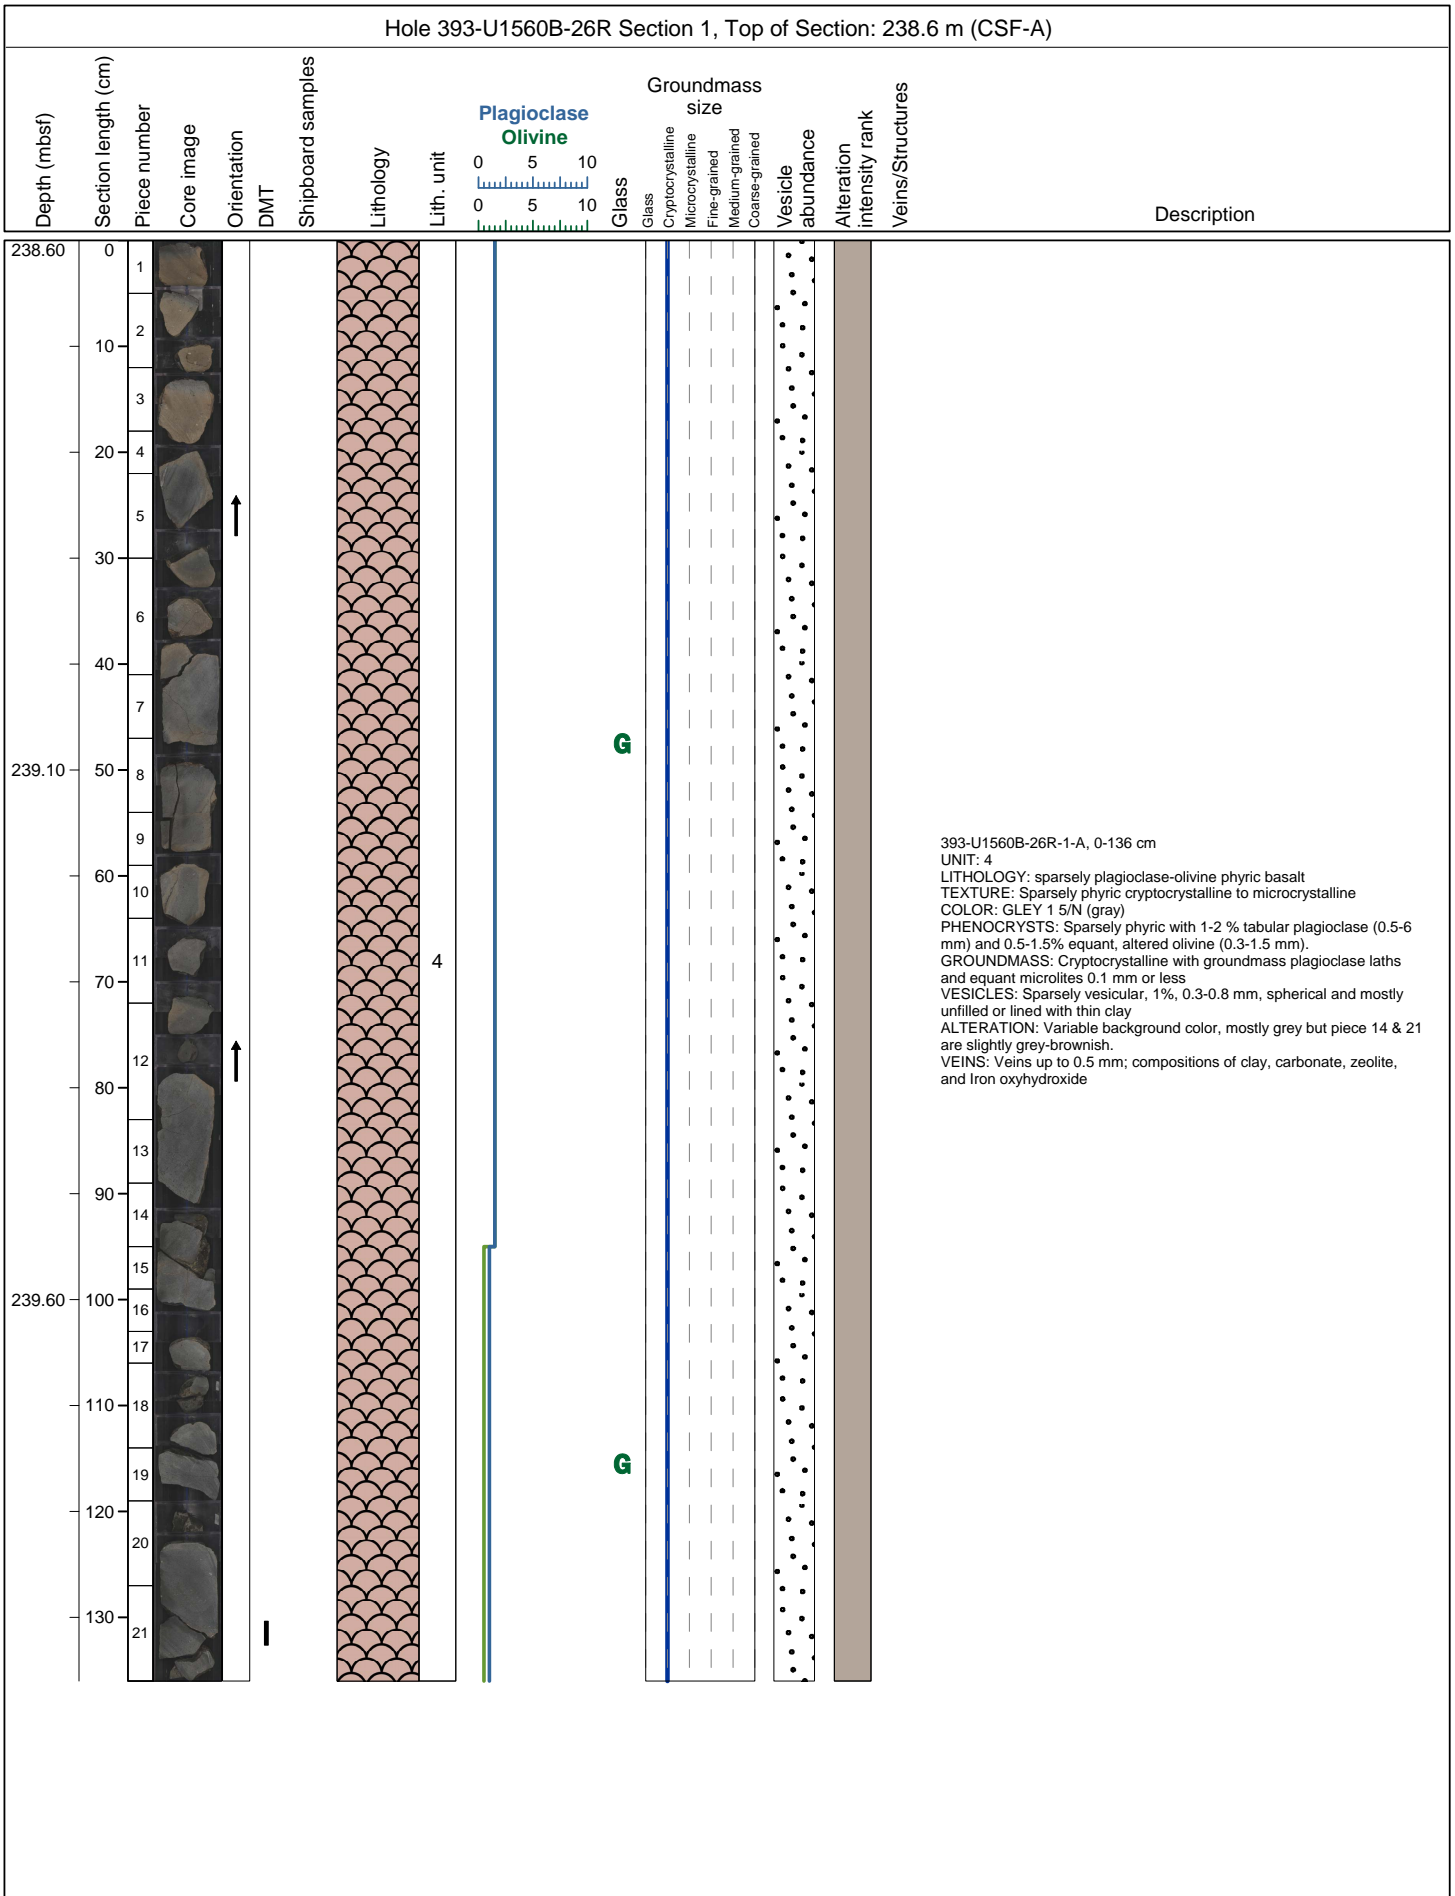 Hole 393-U1560B-26R Section 1, Top of Section: 238.6 m (CSF-A)
Depth (mbsf)
Section length (cm)
Piece number
Core image
Orientation
DMT
Shipboard samples
Lithology
Lith. unit
Plagioclase
Olivine
0 5 10
0 5 10
Glass
Groundmass
size
Glass
Cryptocrystalline
Microcrystalline
Fine-grained
Medium-grained
Coarse-grained
Vesicle
abundance
Alteration
intensity rank
Veins/Structures
Description
238.60 0
1
2
10
3
4
20
5
30
6
40
7
G
239.10 50
8
9
60
10
11
4
70
12
80
13
90
14
15
239.60 100
16
17
110
18
G
19
120
20
130
21
393-U1560B-26R-1-A, 0-136 cm
UNIT: 4
LITHOLOGY: sparsely plagioclase-olivine phyric basalt
TEXTURE: Sparsely phyric cryptocrystalline to microcrystalline
COLOR: GLEY 1 5/N (gray)
PHENOCRYSTS: Sparsely phyric with 1-2 % tabular plagioclase (0.5-6
mm) and 0.5-1.5% equant, altered olivine (0.3-1.5 mm).
GROUNDMASS: Cryptocrystalline with groundmass plagioclase laths
and equant microlites 0.1 mm or less
VESICLES: Sparsely vesicular, 1%, 0.3-0.8 mm, spherical and mostly
unfilled or lined with thin clay
ALTERATION: Variable background color, mostly grey but piece 14 & 21
are slightly grey-brownish.
VEINS: Veins up to 0.5 mm; compositions of clay, carbonate, zeolite,
and Iron oxyhydroxide